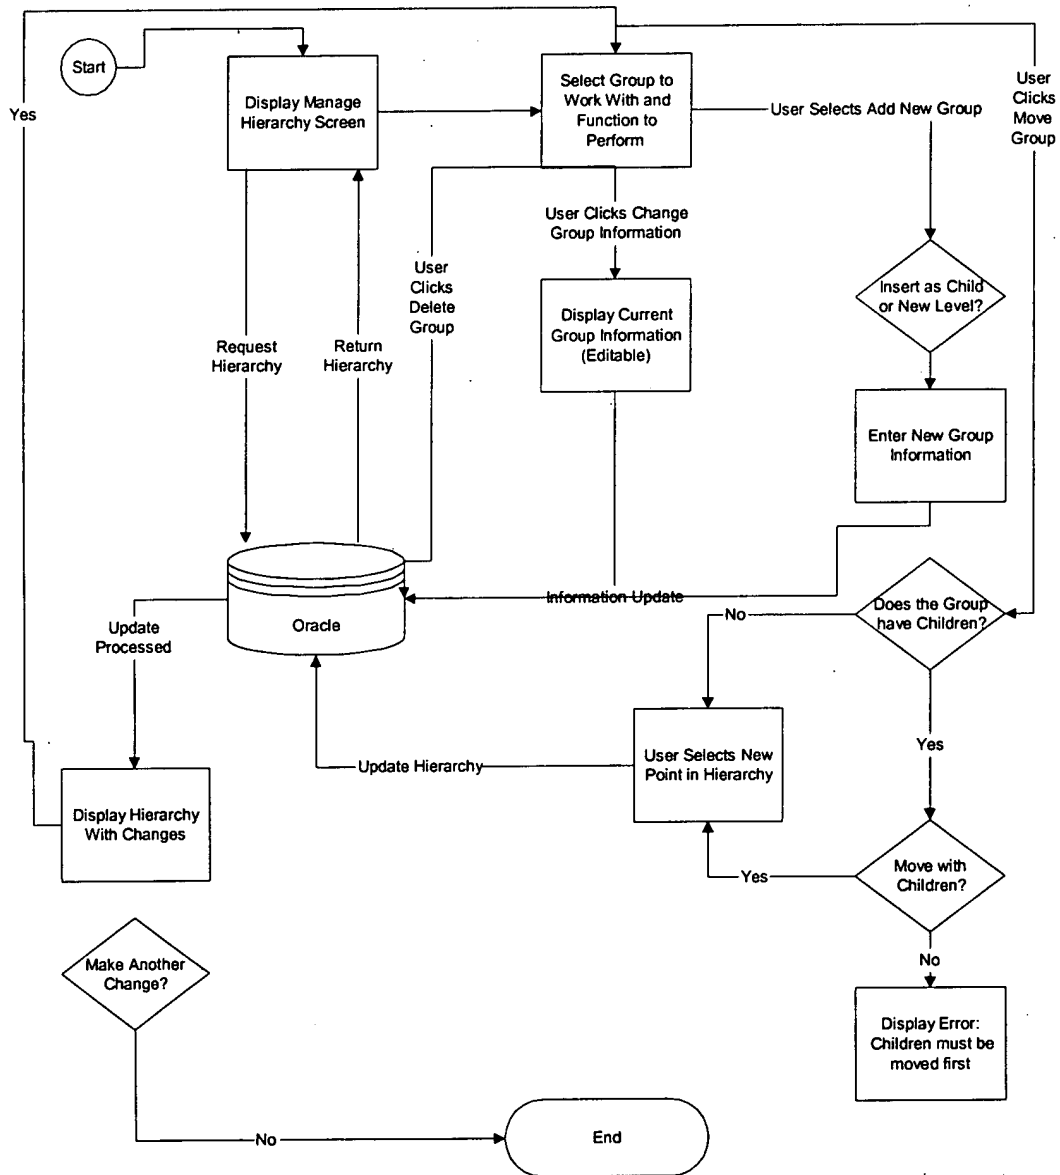 Start
Yes
Display Manage
Hierarchy Screen
Select Group to
Work With and
Function to
Perform
User Selects Add New Group
User
Clicks
Move
Group
User Clicks Change
Group Information
User
Clicks
Delete
Group
Insert as Child
or New Level?
Display Current
Group Information
(Editable)
Request
Hierarchy
Return
Hierarchy
Enter New Group
Information
Information Update
Oracle
Does the Group
have Children?
No
Update
Processed
Yes
User Selects New
Point in Hierarchy
Update Hierarchy
Display Hierarchy
With Changes
Move with
Children?
Yes
No
Make Another
Change?
Display Error:
Children must be
moved first
No
End